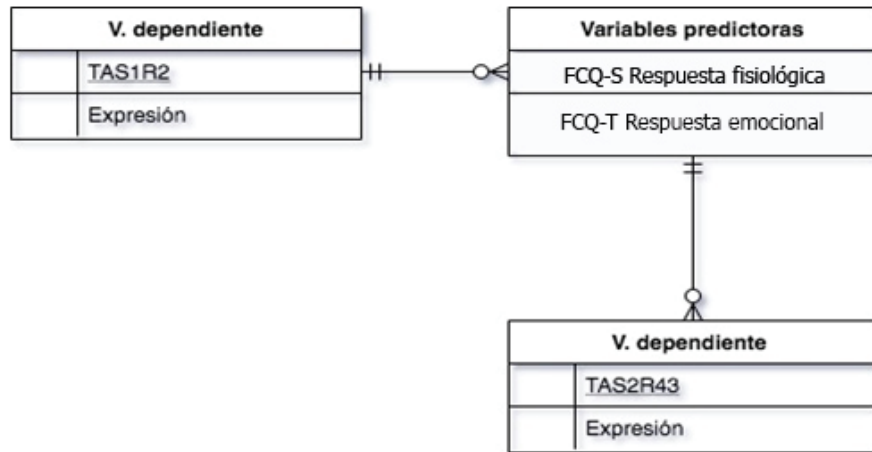 V. dependiente
TAS1R2
Expresión
Variables predictoras
FCQ-S Respuesta fisiológica
FCQ-T Respuesta emocional
V. dependiente
TAS2R43
Expresión